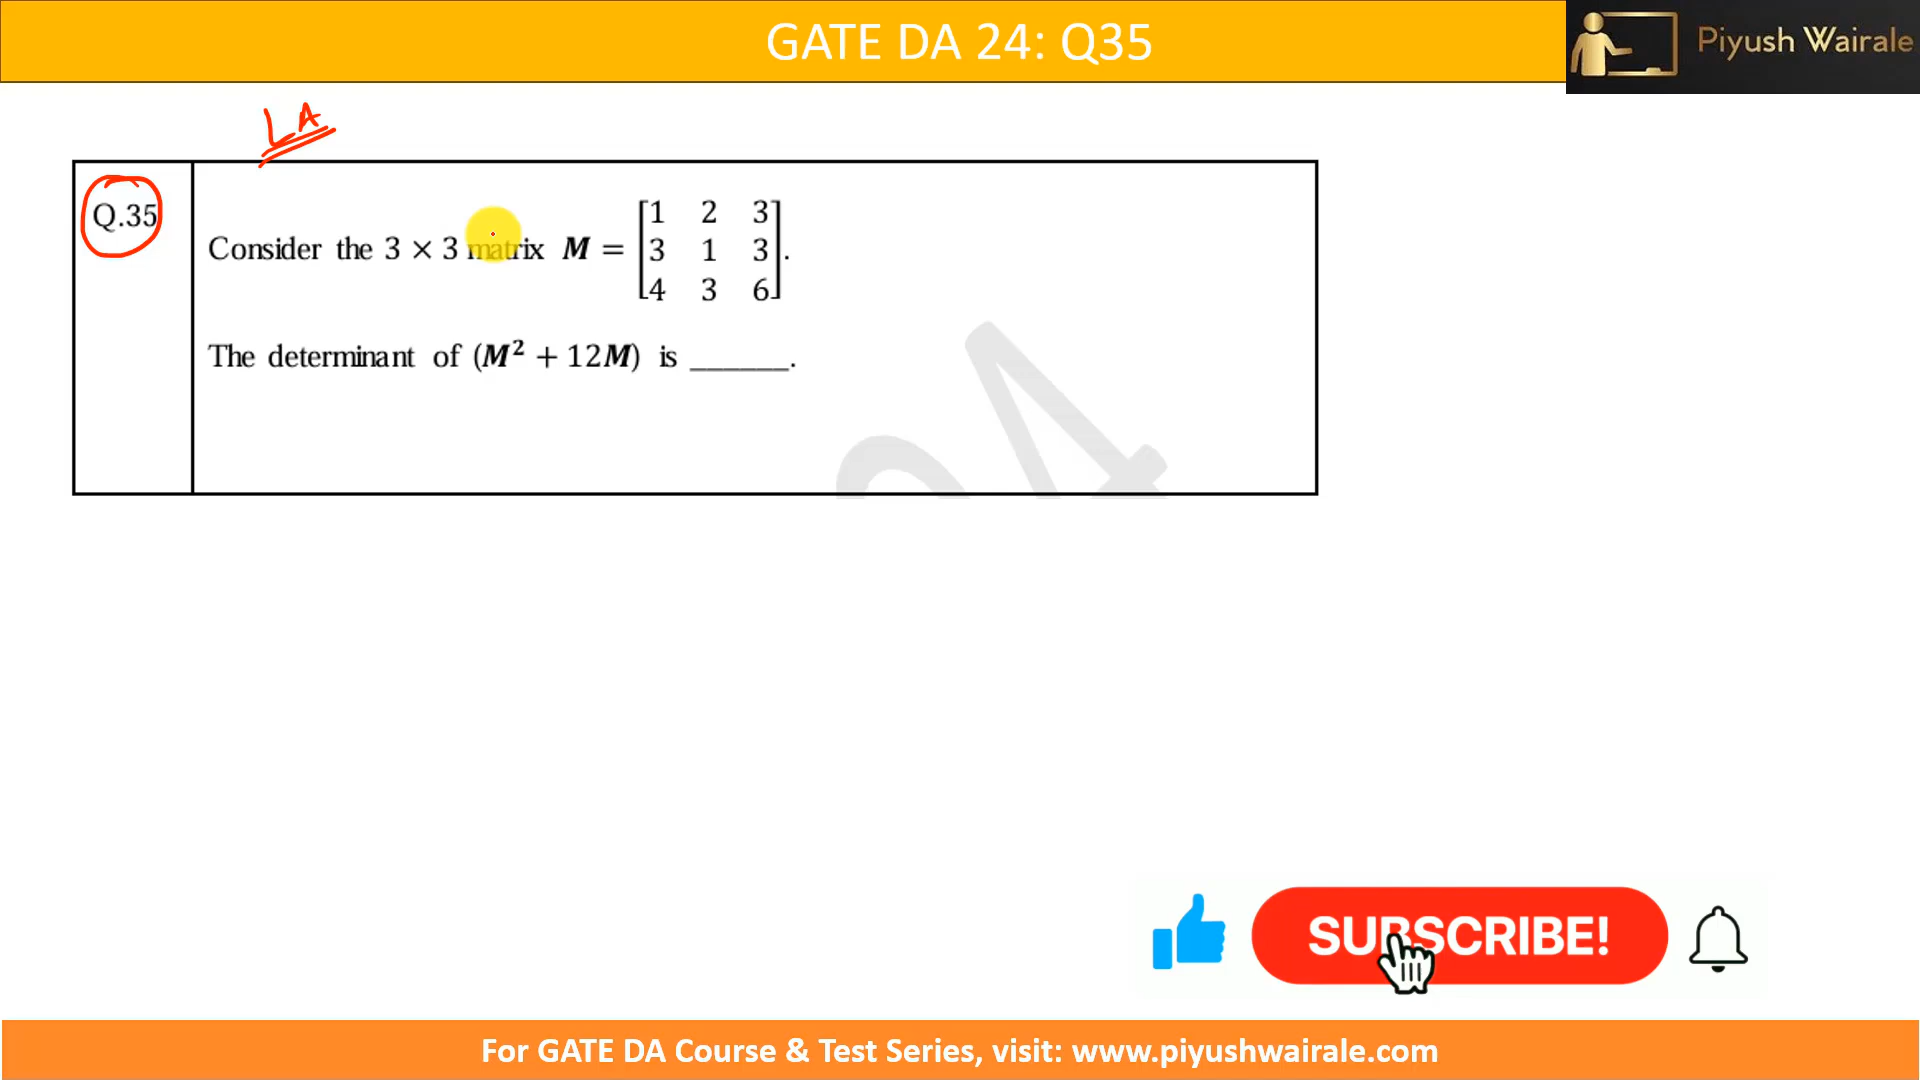 GATE DA 24: Q35
Piyush Wairale
LA
Q.35
Consider the 3 × 3 matrix M = [1 2 3
3 1 3
4 3 6].
The determinant of (M² + 12M) is ______.
24
SUBSCRIBE!
For GATE DA Course & Test Series, visit: www.piyushwairale.com